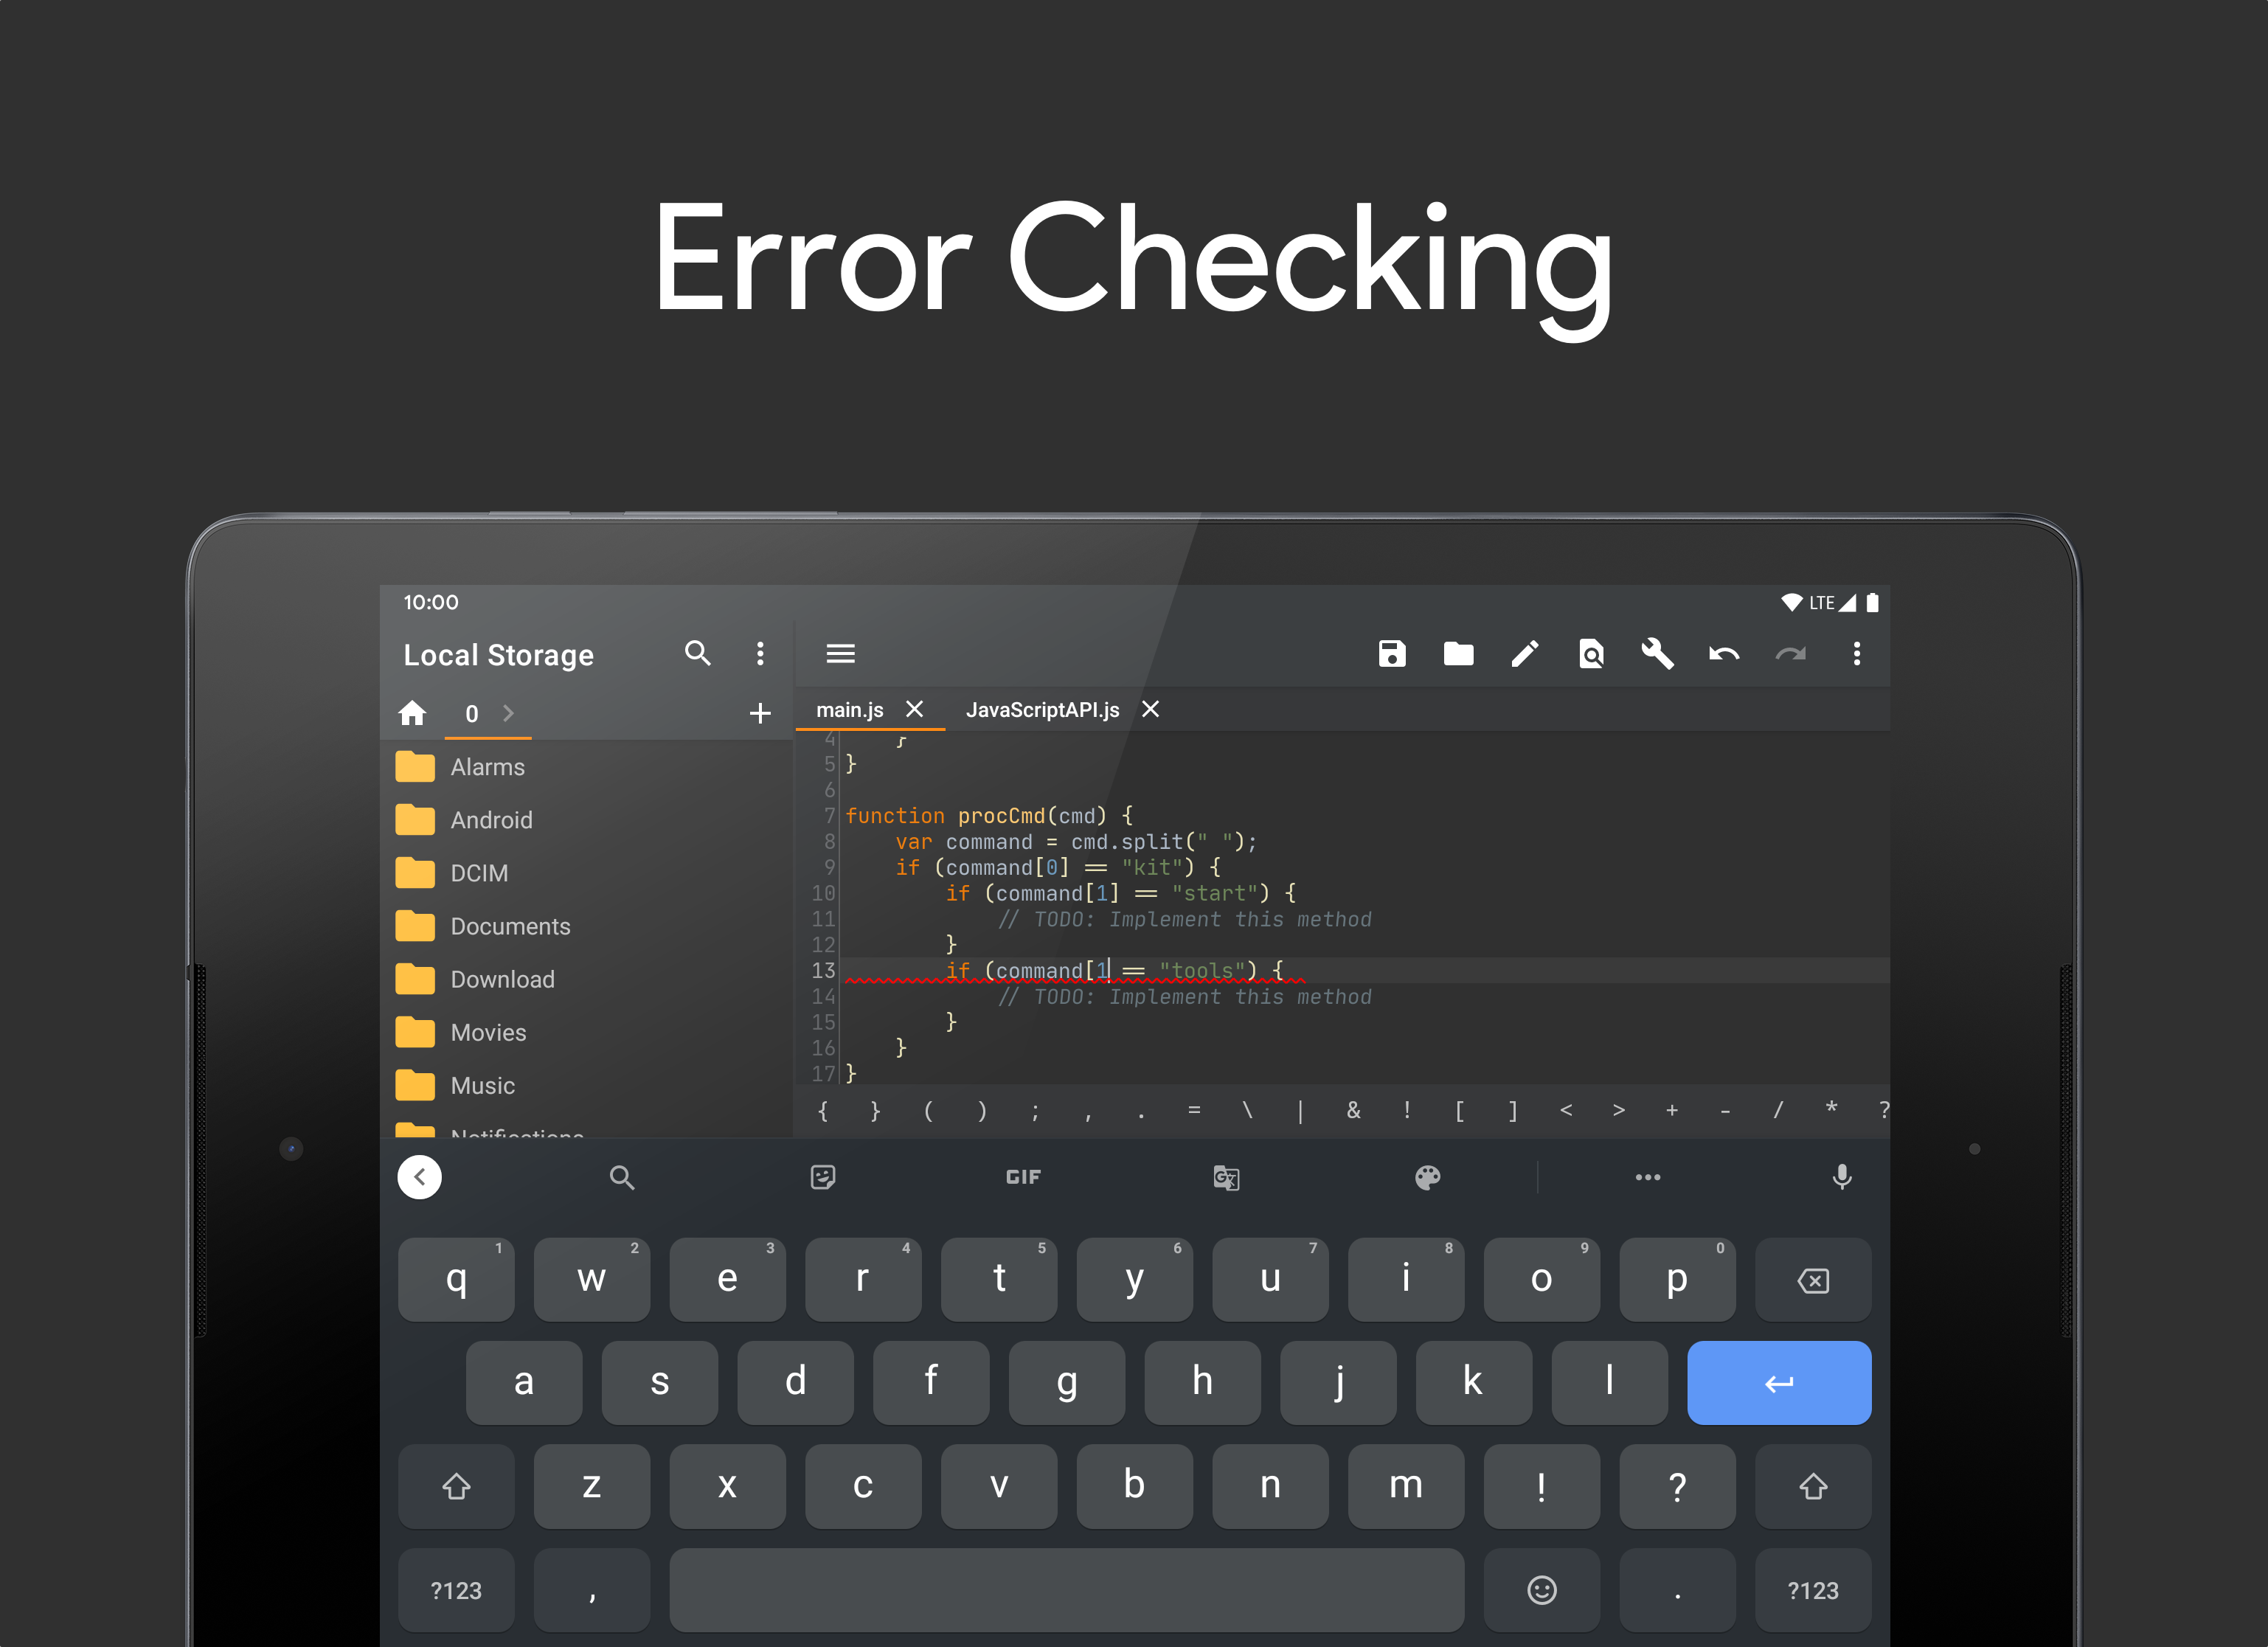 Error Checking
10:00
LTE
Local Storage
0
main.js
JavaScriptAPI.js
Alarms
Android
DCIM
Documents
Download
Movies
Music
Notifications
4 }
5 }
6
7 function procCmd(cmd) {
8 var command = cmd.split(" ");
9 if (command[0] == "kit") {
10 if (command[1] == "start") {
11 // TODO: Implement this method
12 }
13 if (command[1 == "tools") {
14 // TODO: Implement this method
15 }
16 }
17 }
{ } ( ) ; , . = \ | & ! [ ] < > + - / * ?
GIF
G
1 2 3 4 5 6 7 8 9 0
q w e r t y u i o p
a s d f g h j k l
z x c v b n m ! ?
?123 , . ?123